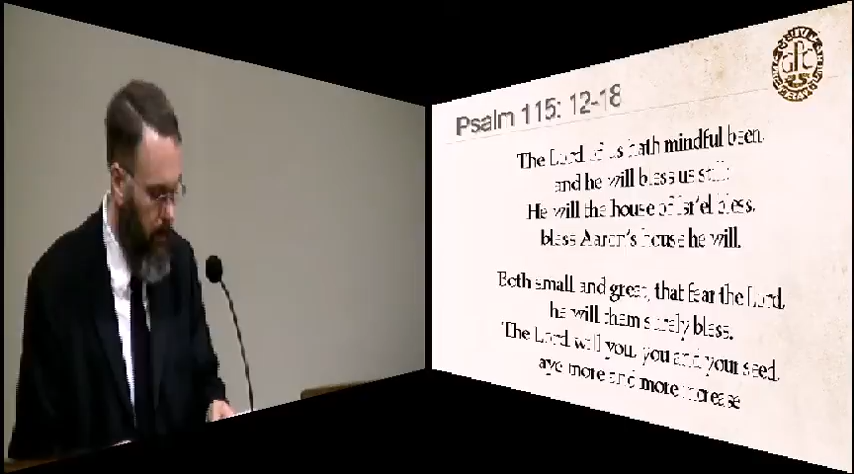 GPC
Psalm 115: 12-18
The Lord of us hath mindful been,
and he will bless us still:
He will the house of Isr'el bless,
bless Aaron's house he will.
Both small and great, that fear the Lord,
he will them surely bless.
The Lord will you, you and your seed,
aye more and more increase